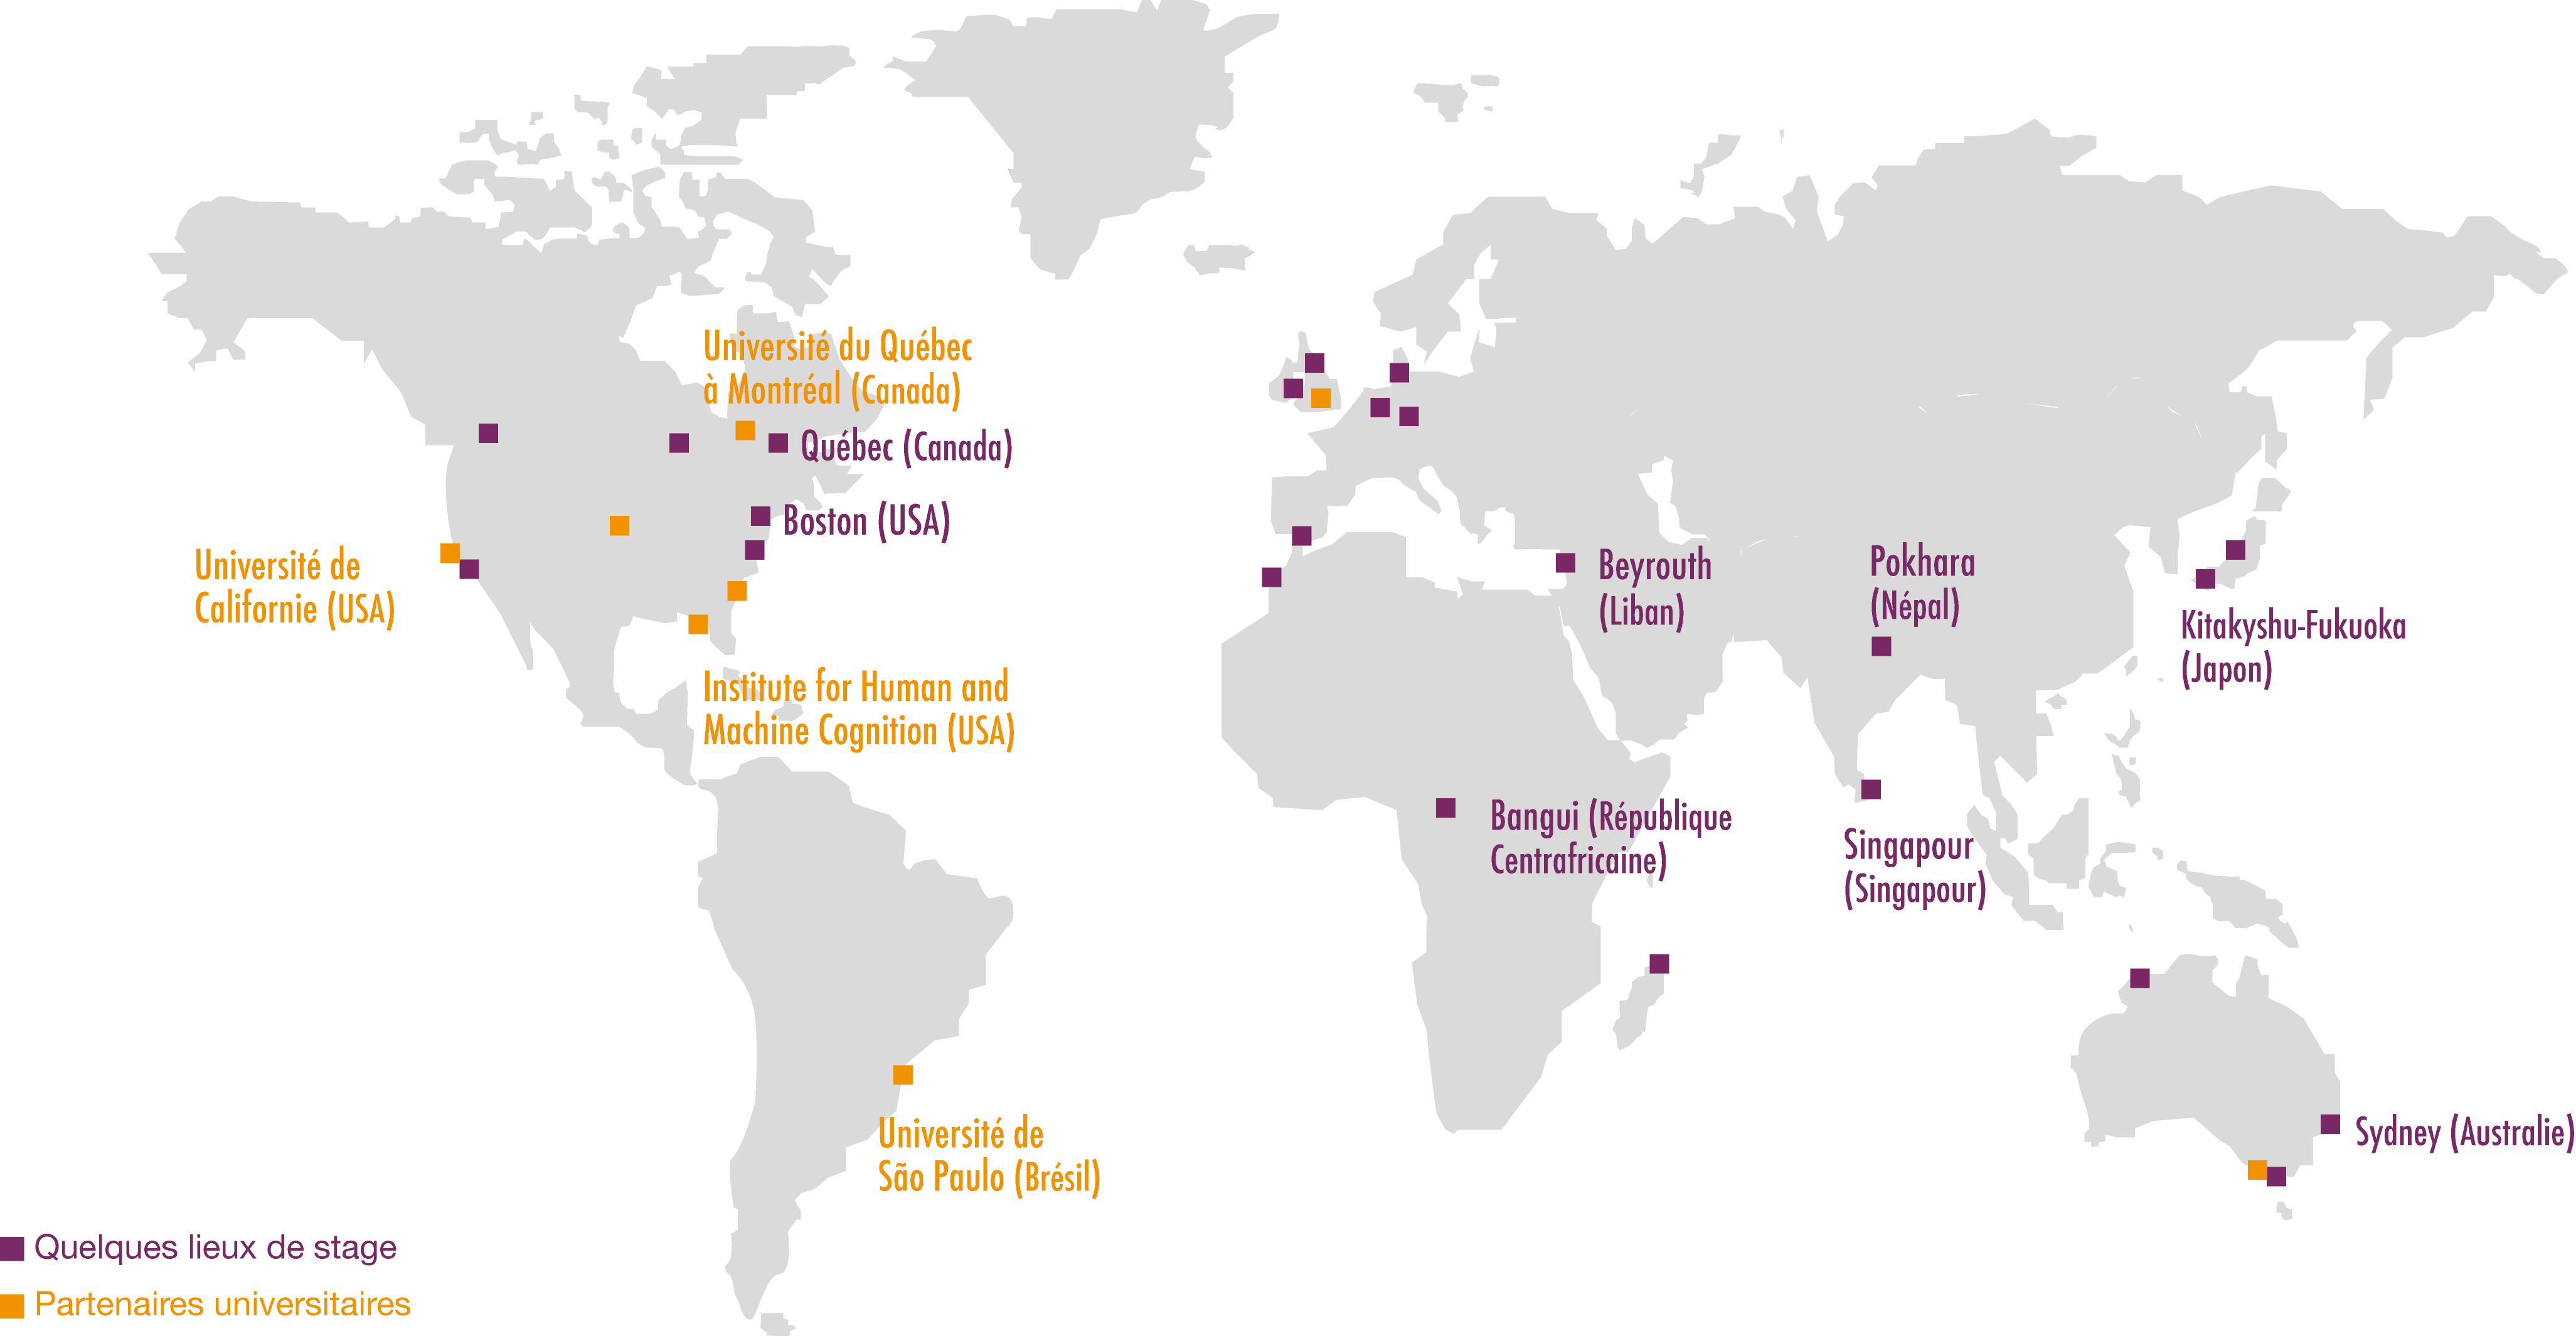 Université du Québec
à Montréal (Canada)
Québec (Canada)
Boston (USA)
Université de
Californie (USA)
Institute for Human and
Machine Cognition (USA)
Université de
São Paulo (Brésil)
Beyrouth
(Liban)
Pokhara
(Népal)
Kitakyshu-Fukuoka
(Japon)
Bangui (République
Centrafricaine)
Singapour
(Singapour)
Sydney (Australie)
Quelques lieux de stage
Partenaires universitaires